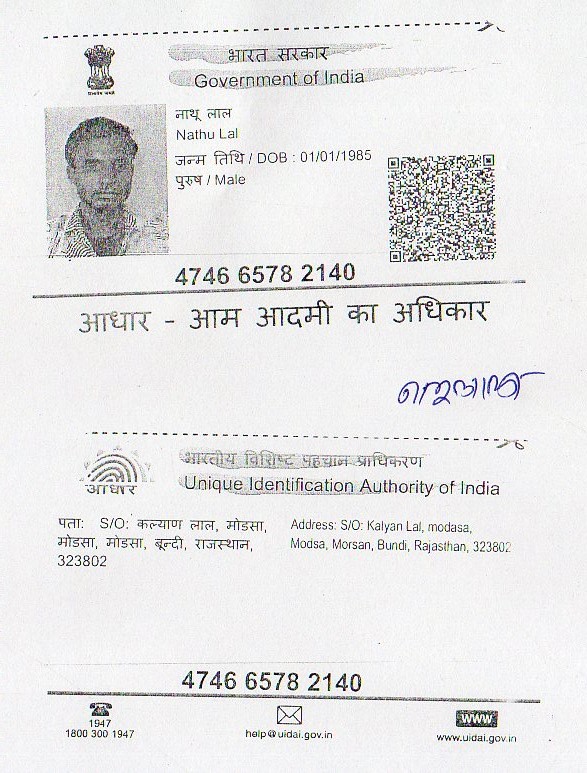 भारत सरकार
Government of India
नाथू लाल
Nathu Lal
जन्म तिथि / DOB : 01/01/1985
पुरुष / Male
4746 6578 2140
आधार - आम आदमी का अधिकार
भारतीय विशिष्ट पहचान प्राधिकरण
Unique Identification Authority of India
आधार
पता: S/O: कल्याण लाल, मोडसा,
मोडसा, मोडसा, बून्दी, राजस्थान,
323802
Address: S/O: Kalyan Lal, modasa,
Modsa, Morsan, Bundi, Rajasthan, 323802
4746 6578 2140
1947
1800 300 1947
help@uidai.gov.in
www
www.uidai.gov.in